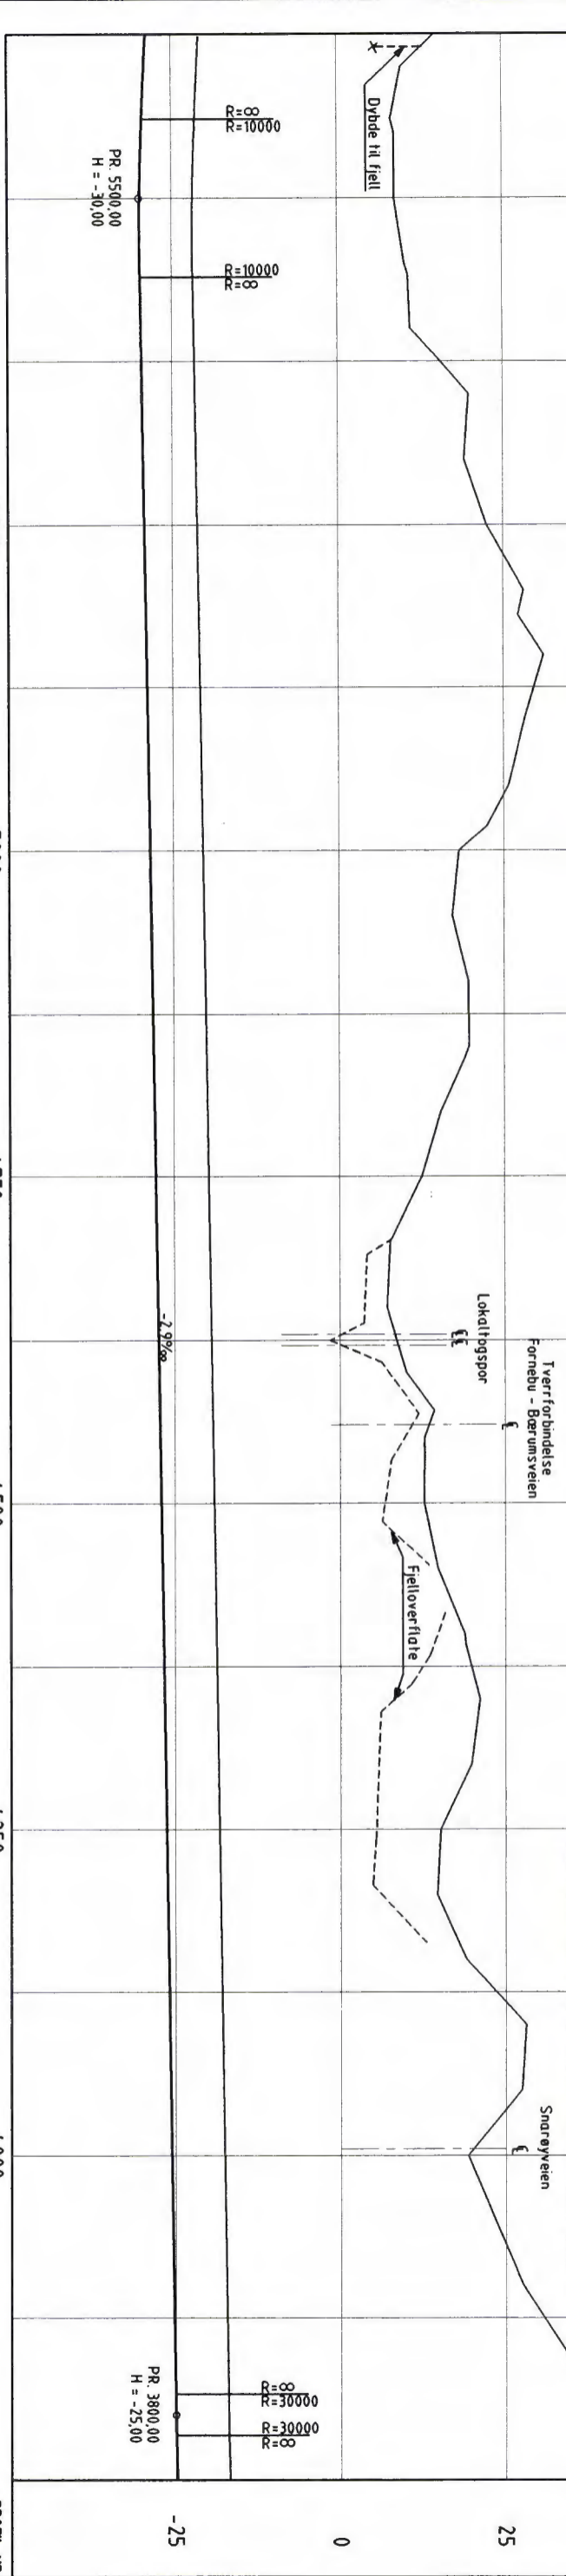 Dybde til fjell
R=∞
R=10000
PR. 5500,00
H = -30,00
R=10000
R=∞
Lokaltogspor
Tverrforbindelse
Fornebu - Bærumsveien
-2.9‰
Fjelloverflate
Snarøyveien
R=∞
R=30000
R=30000
R=∞
PR. 3800,00
H = -25,00
-25
0
25